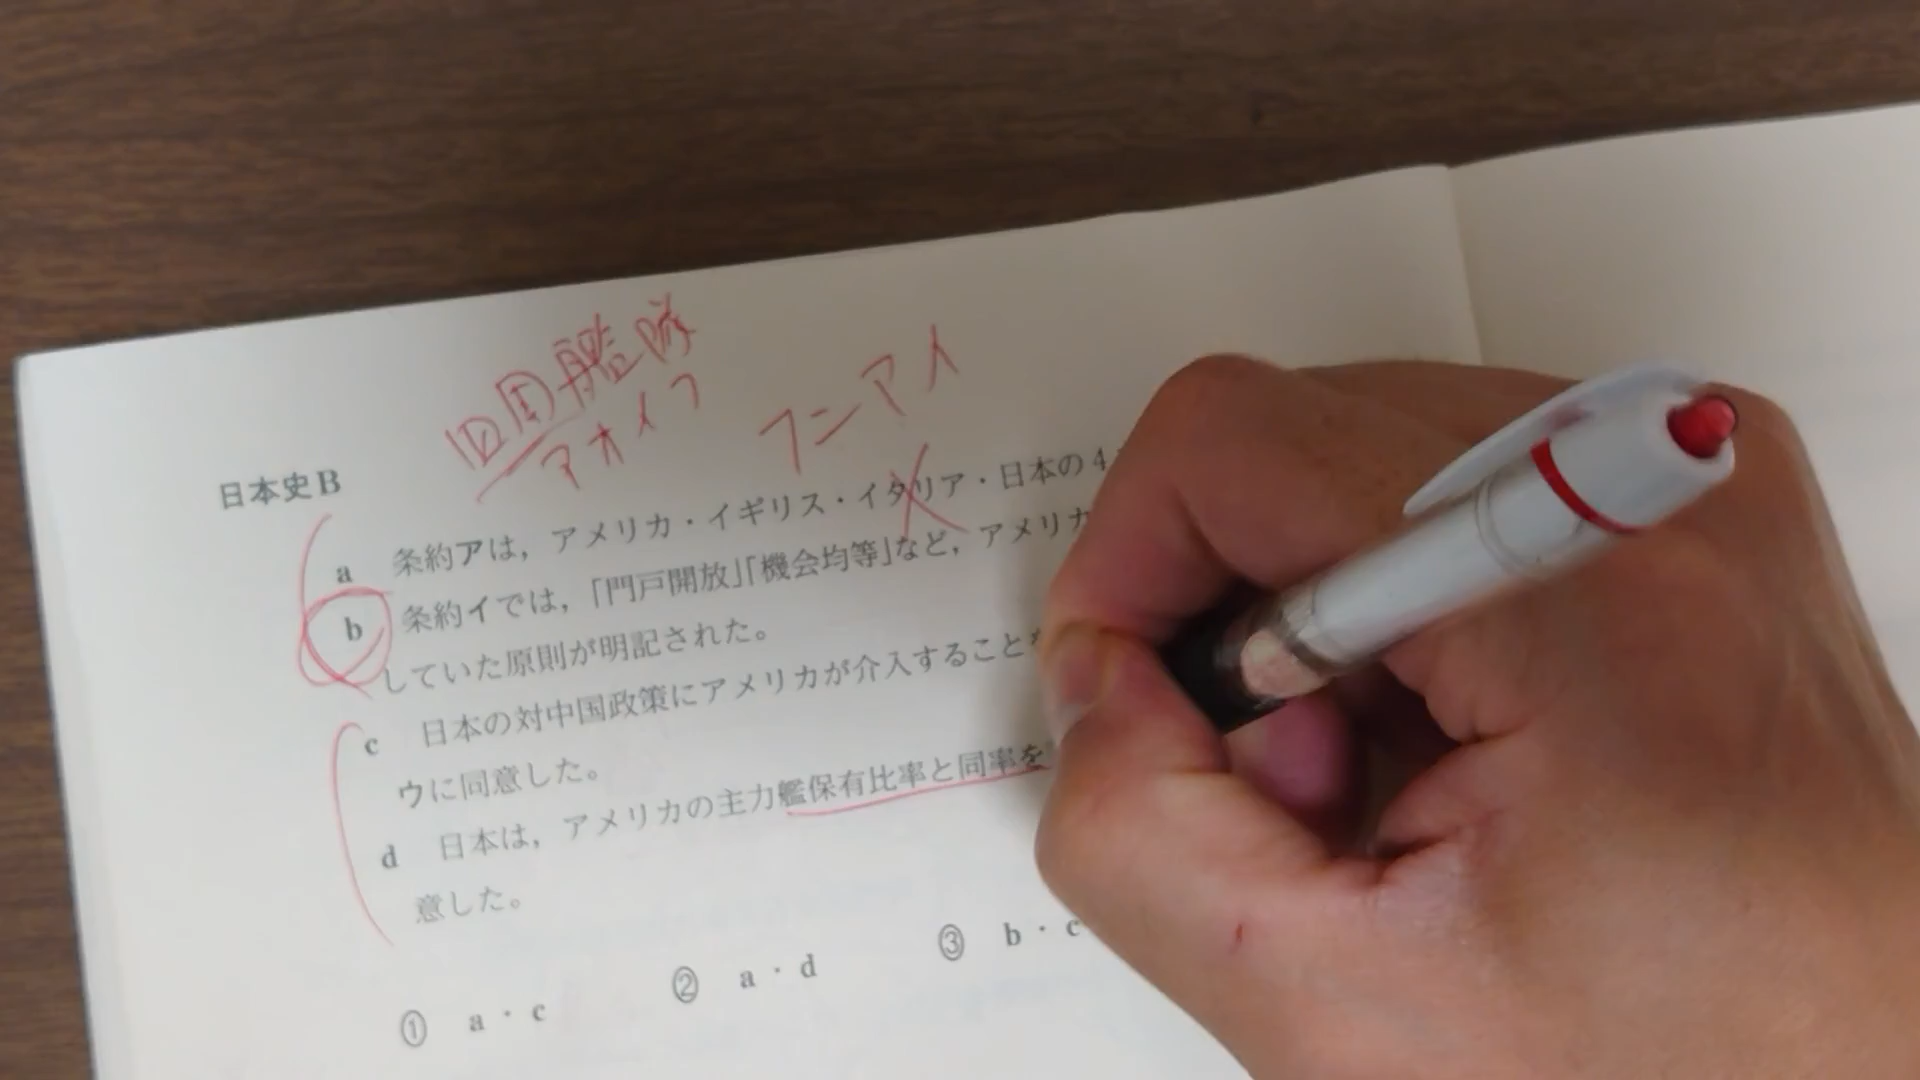 四国艦隊
アオメフ
フニアイ
日本史B
a 条約アは，アメリカ・イギリス・イタリア・日本の4
b 条約イでは，「門戸開放」「機会均等」など，アメリカ
していた原則が明記された。
c 日本の対中国政策にアメリカが介入すること
ウに同意した。
d 日本は，アメリカの主力艦保有比率と同率を
意した。
① a・c ② a・d ③ b・c